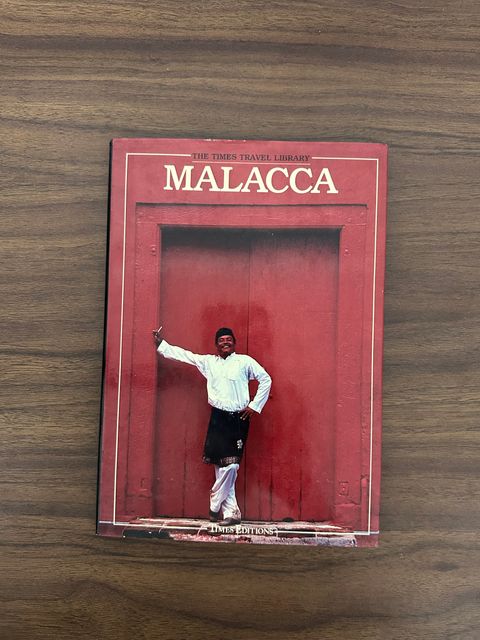 THE TIMES TRAVEL LIBRARY
MALACCA
TIMES EDITIONS